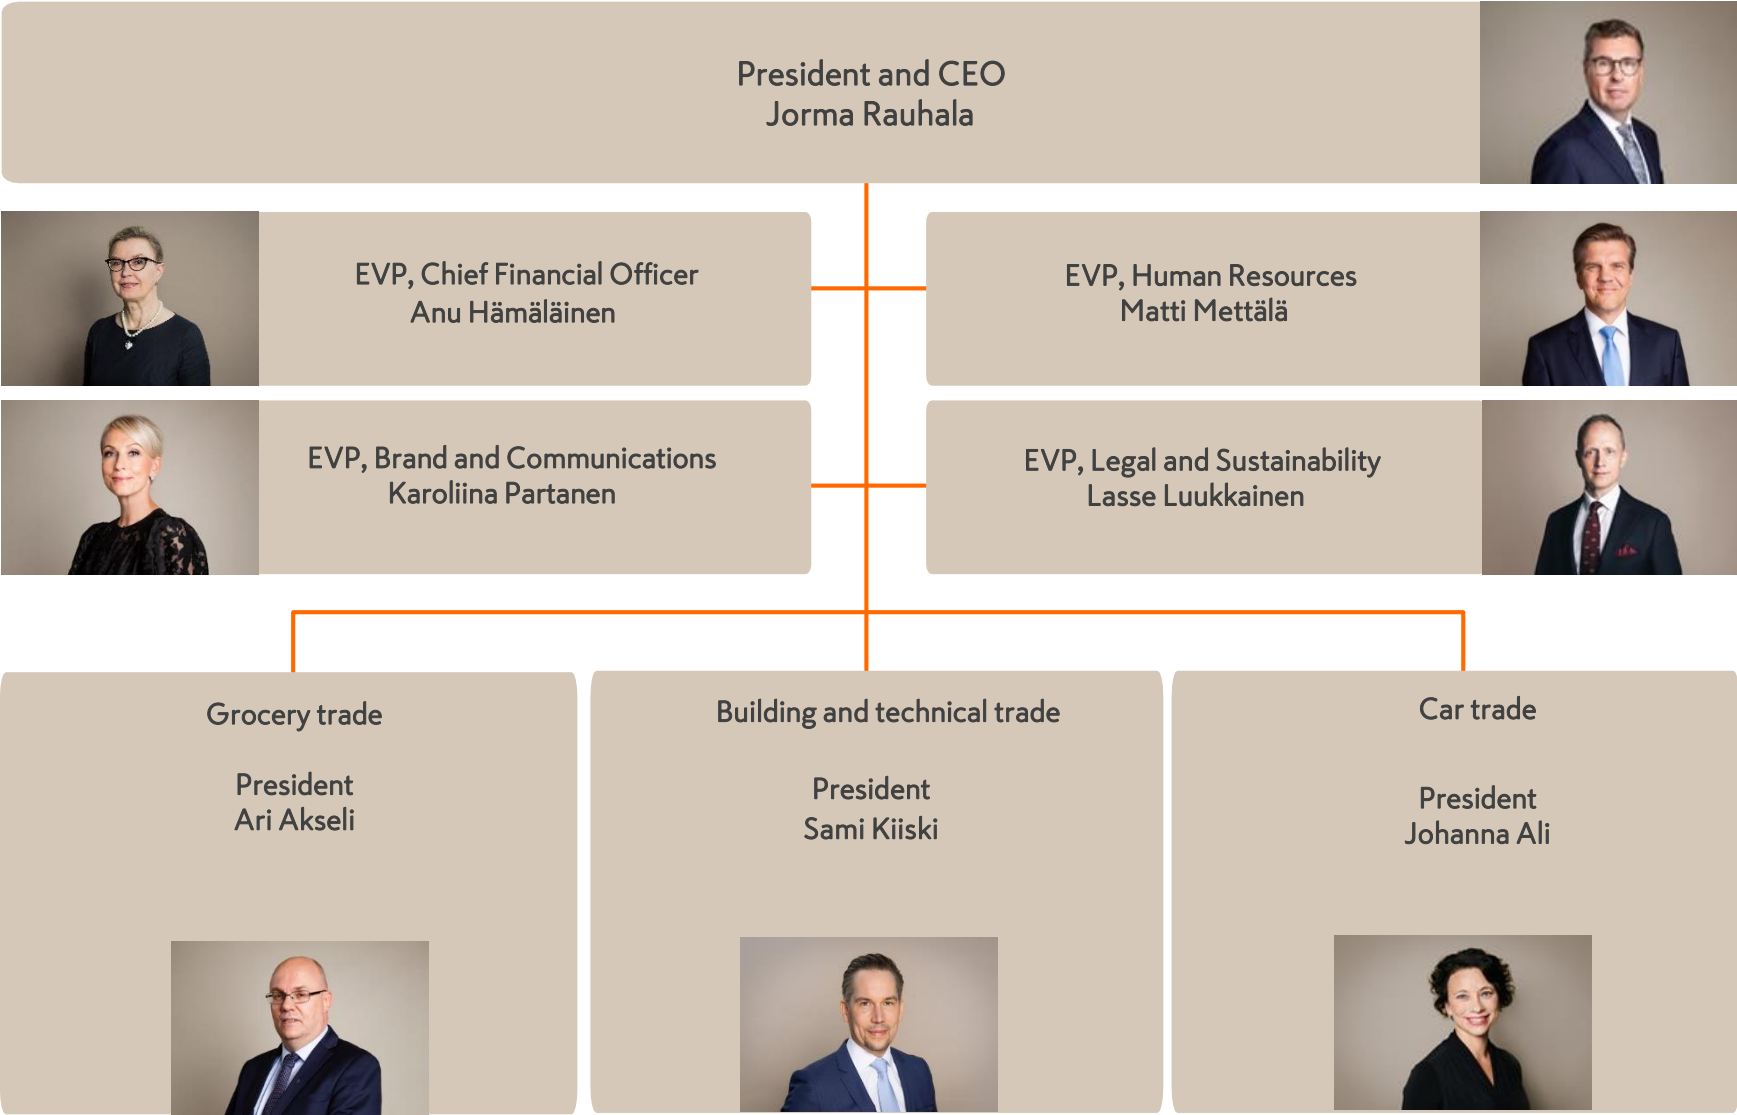 President and CEO
Jorma Rauhala
EVP, Chief Financial Officer
Anu Hämäläinen
EVP, Human Resources
Matti Mettälä
EVP, Brand and Communications
Karoliina Partanen
EVP, Legal and Sustainability
Lasse Luukkainen
Grocery trade
President
Ari Akseli
Building and technical trade
President
Sami Kiiski
Car trade
President
Johanna Ali